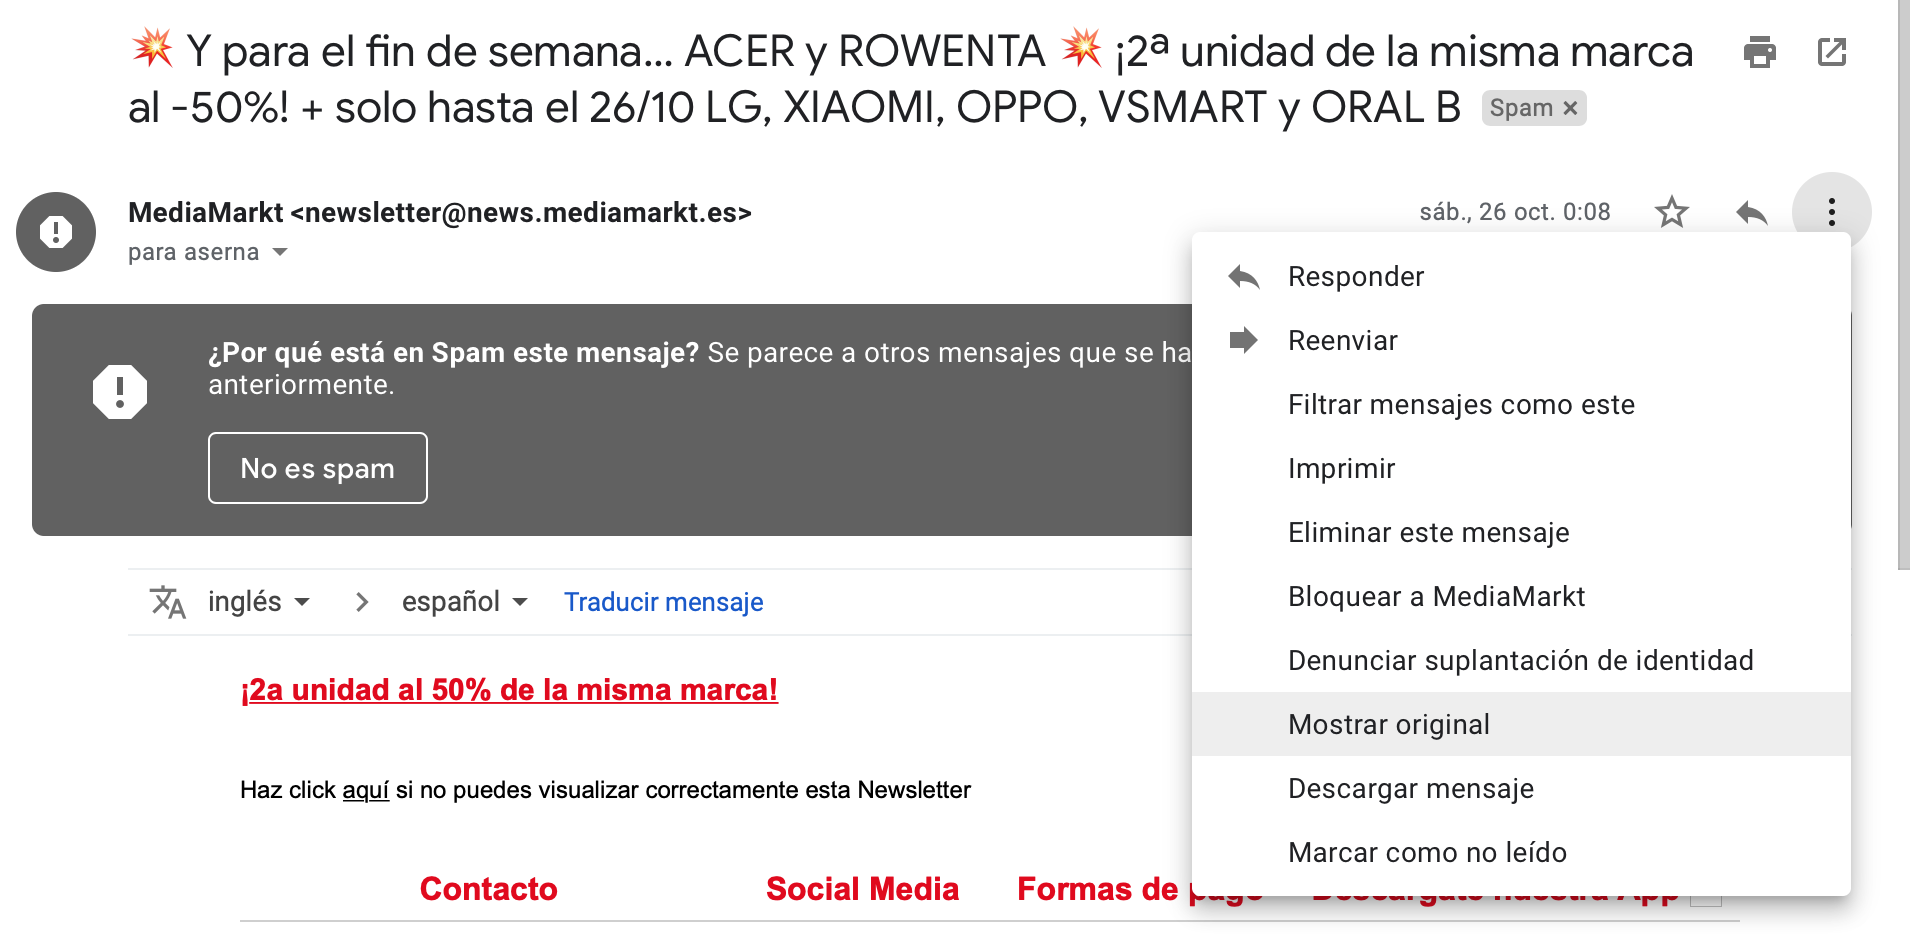 💥 Y para el fin de semana... ACER y ROWENTA 💥 ¡2ª unidad de la misma marca
al -50%! + solo hasta el 26/10 LG, XIAOMI, OPPO, VSMART y ORAL B Spam ×
MediaMarkt <newsletter@news.mediamarkt.es>
sáb., 26 oct. 0:08
para aserna
¿Por qué está en Spam este mensaje? Se parece a otros mensajes que se ha
anteriormente.
No es spam
inglés > español Traducir mensaje
¡2a unidad al 50% de la misma marca!
Haz click aquí si no puedes visualizar correctamente esta Newsletter
Contacto Social Media Formas de pago Descárgate nuestra App
Responder
Reenviar
Filtrar mensajes como este
Imprimir
Eliminar este mensaje
Bloquear a MediaMarkt
Denunciar suplantación de identidad
Mostrar original
Descargar mensaje
Marcar como no leído